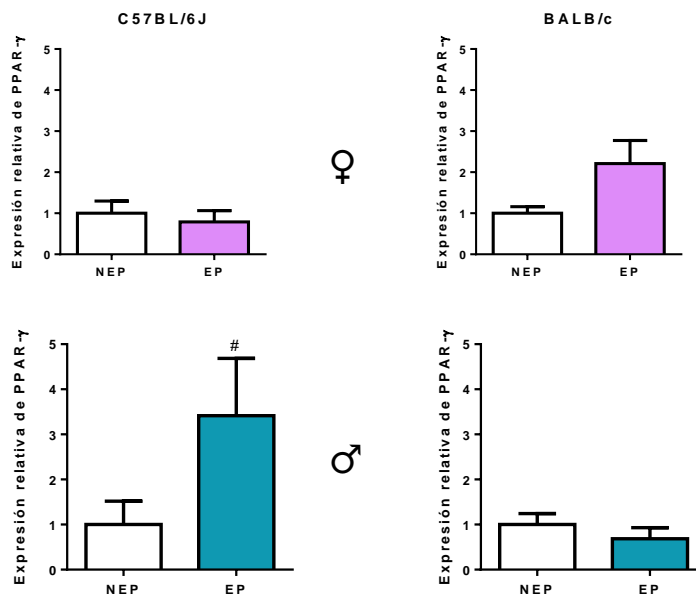 C57BL/6J
Expresión relativa de PPAR-γ
5
4
3
2
1
0
NEP EP
♀
BALB/c
Expresión relativa de PPAR-γ
5
4
3
2
1
0
NEP EP
Expresión relativa de PPAR-γ
5
4
3
2
1
0
#
NEP EP
♂
Expresión relativa de PPAR-γ
5
4
3
2
1
0
NEP EP